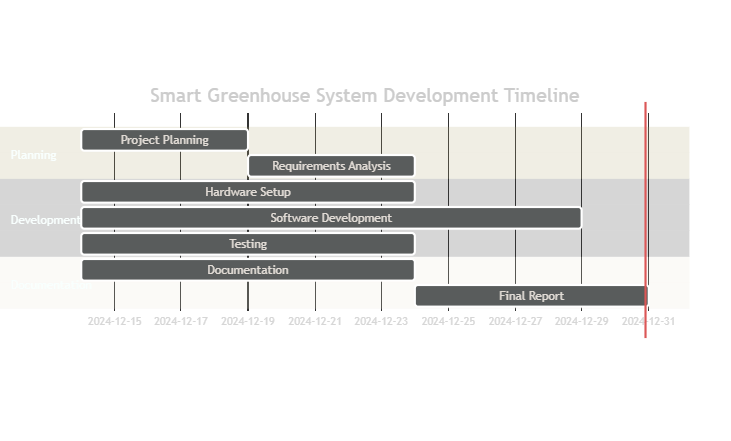 Smart Greenhouse System Development Timeline
Project Planning
Planning
Requirements Analysis
Hardware Setup
Development
Software Development
Testing
Documentation
Final Report
2024-12-15 2024-12-17 2024-12-19 2024-12-21 2024-12-23 2024-12-25 2024-12-27 2024-12-29 2024-12-31